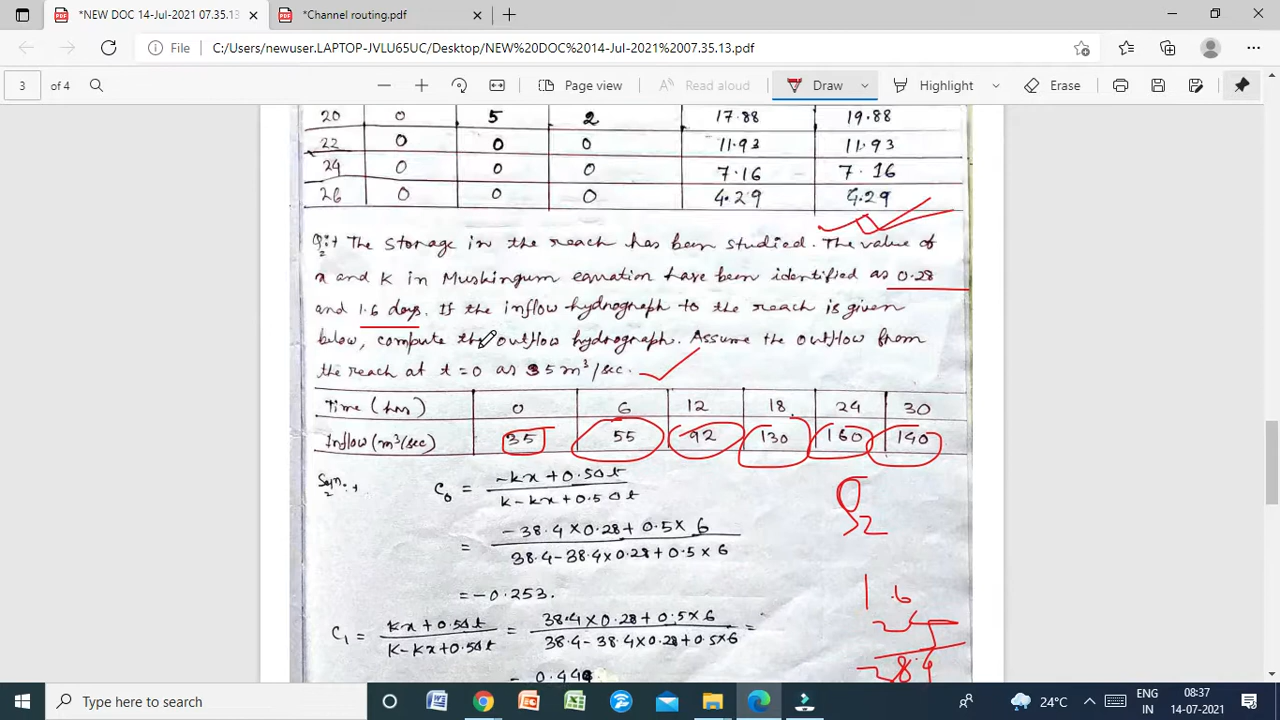 *NEW DOC 14-Jul-2021 07.35.13
*Channel routing.pdf
File
C:/Users/newuser.LAPTOP-JVLU65UC/Desktop/NEW%20DOC%2014-Jul-2021%2007.35.13.pdf
3 of 4 Page view Read aloud Draw Highlight Erase
20 0 5 2 17.88 19.88
22 0 0 0 11.93 11.93
24 0 0 0 7.16 7.16
26 0 0 0 4.29 4.29
The storage in the reach has been studied. The value of
x and K in Muskingum equation have been identified as 0.28
and 1.6 days. If the inflow hydrograph to the reach is given
below, compute the outflow hydrograph. Assume the outflow from
the reach at t=0 as 35 m³/sec.
Time (hrs) 0 6 12 18 24 30
Inflow (m³/sec) 35 55 92 130 160 140
C₀ = -kx+0.5Δt
k-kx+0.5Δt
= -38.4×0.28+0.5×6
38.4-38.4×0.28+0.5×6
= -0.253.
1.6
C₁ = kx+0.5Δt = 38.4×0.28+0.5×6 =
k-kx+0.5Δt 38.4-38.4×0.28+0.5×6
38.4
Type here to search
24°C
ENG
IN
08:37
14-07-2021